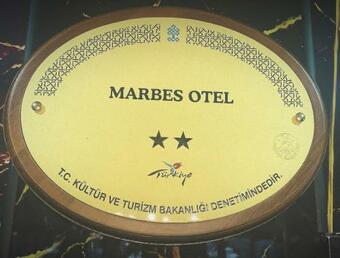 MARBES OTEL
Türkiye
T.C. KÜLTÜR VE TURİZM BAKANLIĞI DENETİMİNDEDİR.